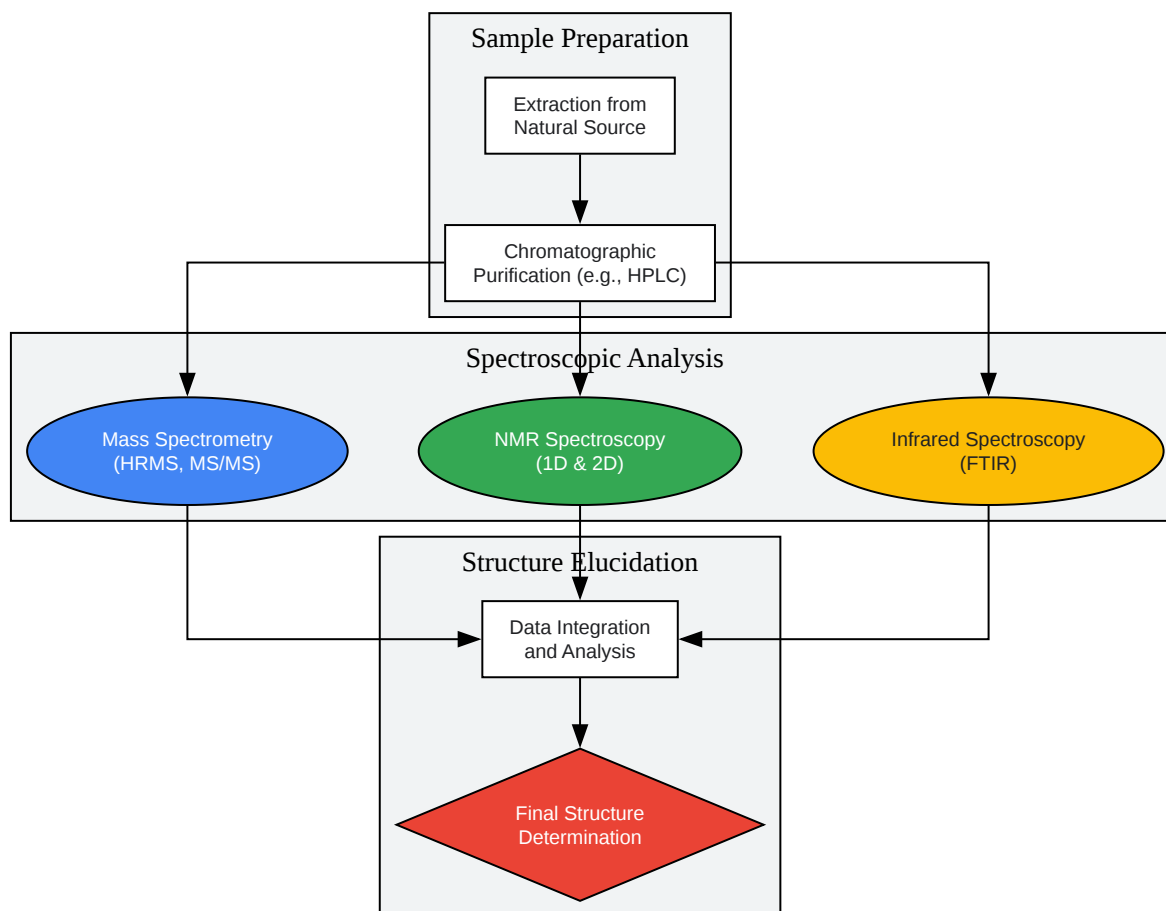 Sample Preparation
Extraction from
Natural Source
Chromatographic
Purification (e.g., HPLC)
Spectroscopic Analysis
Mass Spectrometry
(HRMS, MS/MS)
NMR Spectroscopy
(1D & 2D)
Infrared Spectroscopy
(FTIR)
Structure Elucidation
Data Integration
and Analysis
Final Structure
Determination